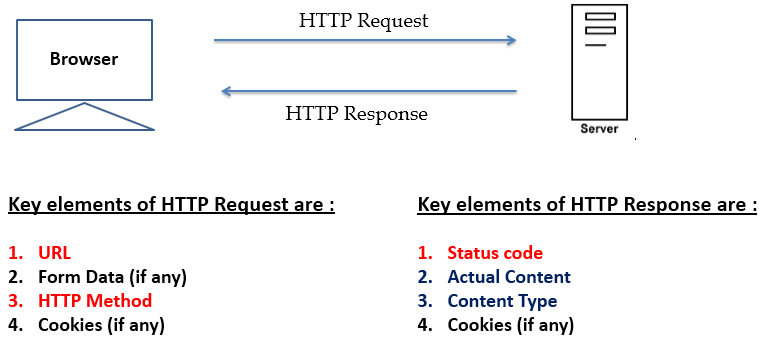 HTTP Request
Browser
HTTP Response
Server
Key elements of HTTP Request are :
1. URL
2. Form Data (if any)
3. HTTP Method
4. Cookies (if any)
Key elements of HTTP Response are :
1. Status code
2. Actual Content
3. Content Type
4. Cookies (if any)